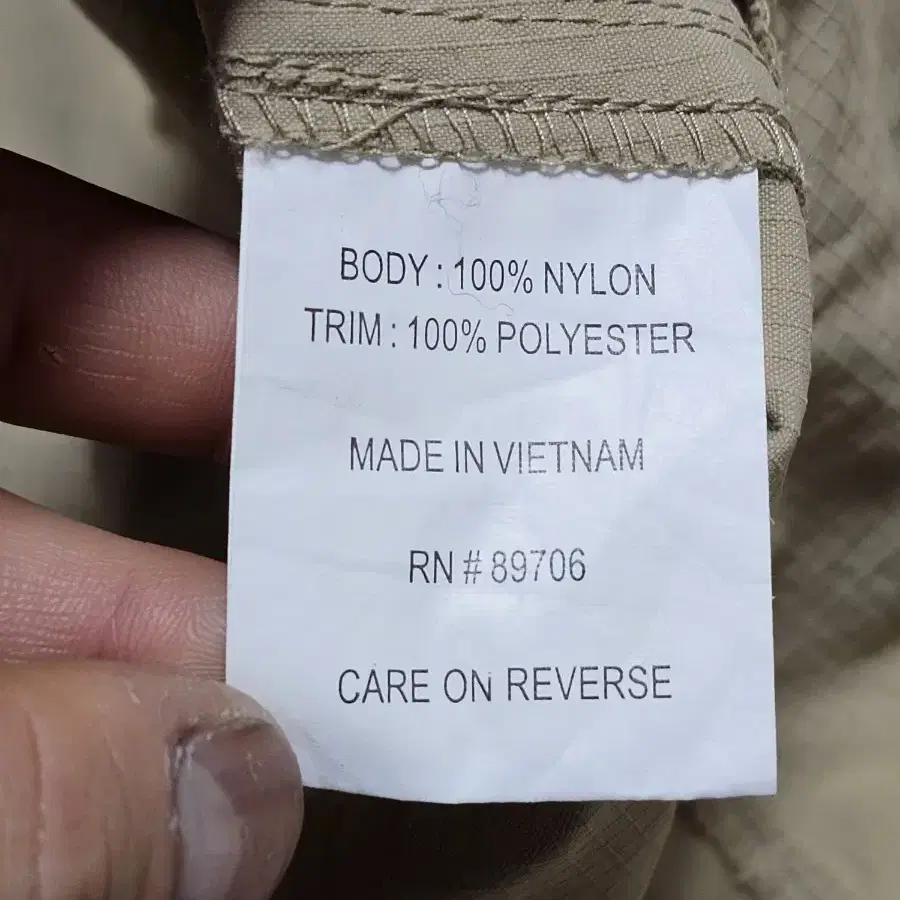 BODY : 100% NYLON
TRIM : 100% POLYESTER
MADE IN VIETNAM
RN # 89706
CARE ON REVERSE